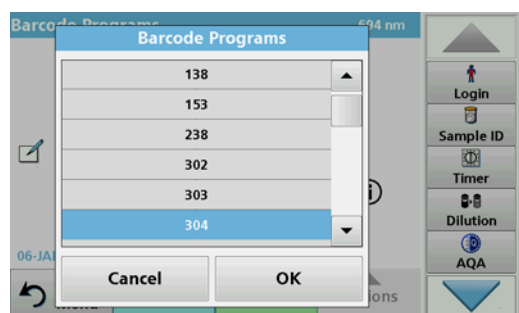 Barcode Programs
694 nm
Barcode Programs
138
153
238
302
303
304
Cancel
OK
Login
Sample ID
Timer
Dilution
AQA
06-JA